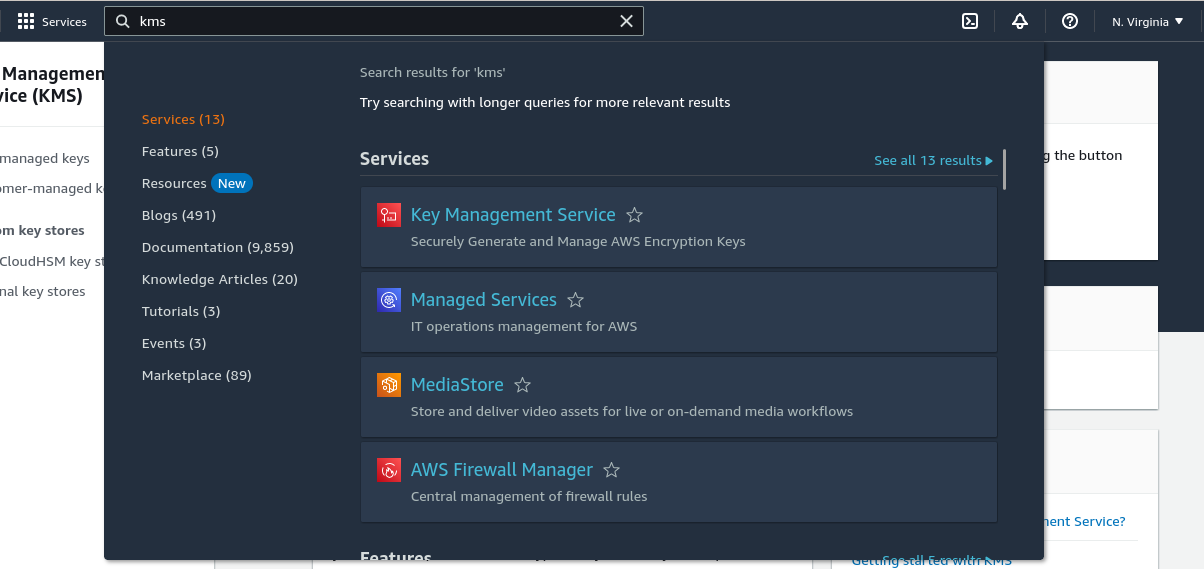 Services
kms
N. Virginia
Management
vice (KMS)
managed keys
omer-managed
om key stores
CloudHSM key
nal key stores
Search results for 'kms'
Try searching with longer queries for more relevant results
Services (13)
Features (5)
Resources New
Blogs (491)
Documentation (9,859)
Knowledge Articles (20)
Tutorials (3)
Events (3)
Marketplace (89)
Services
See all 13 results
Key Management Service
Securely Generate and Manage AWS Encryption Keys
Managed Services
IT operations management for AWS
MediaStore
Store and deliver video assets for live or on-demand media workflows
AWS Firewall Manager
Central management of firewall rules
Features
See all 5 results
g the button
ment Service?
Getting started with KMS